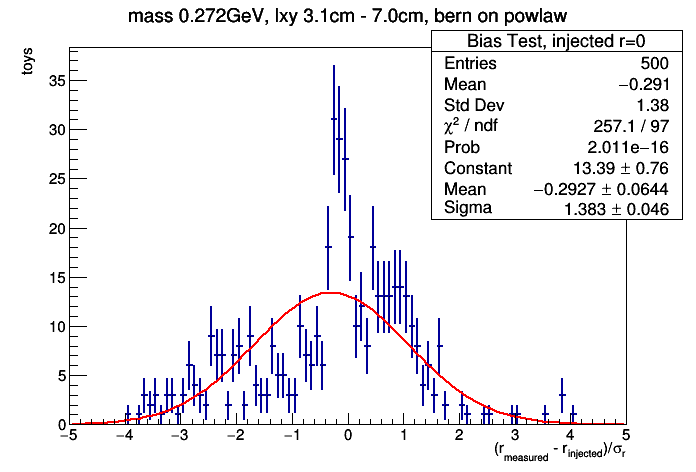 mass 0.272GeV, lxy 3.1cm - 7.0cm, bern on powlaw
Bias Test, injected r=0
Entries 500
Mean −0.291
Std Dev 1.38
χ² / ndf 257.1 / 97
Prob 2.011e−16
Constant 13.39 ± 0.76
Mean −0.2927 ± 0.0644
Sigma 1.383 ± 0.046
toys
35
30
25
20
15
10
5
0
−5 −4 −3 −2 −1 0 1 2 3 4 5
(r_measured - r_injected)/σ_r